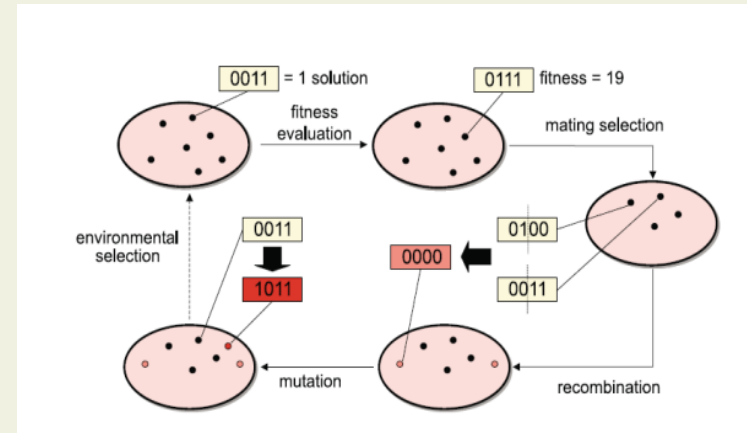 0011 = 1 solution
0111 fitness = 19
fitness
evaluation
mating selection
0011
0100
environmental
selection
0000
1011
0011
mutation
recombination